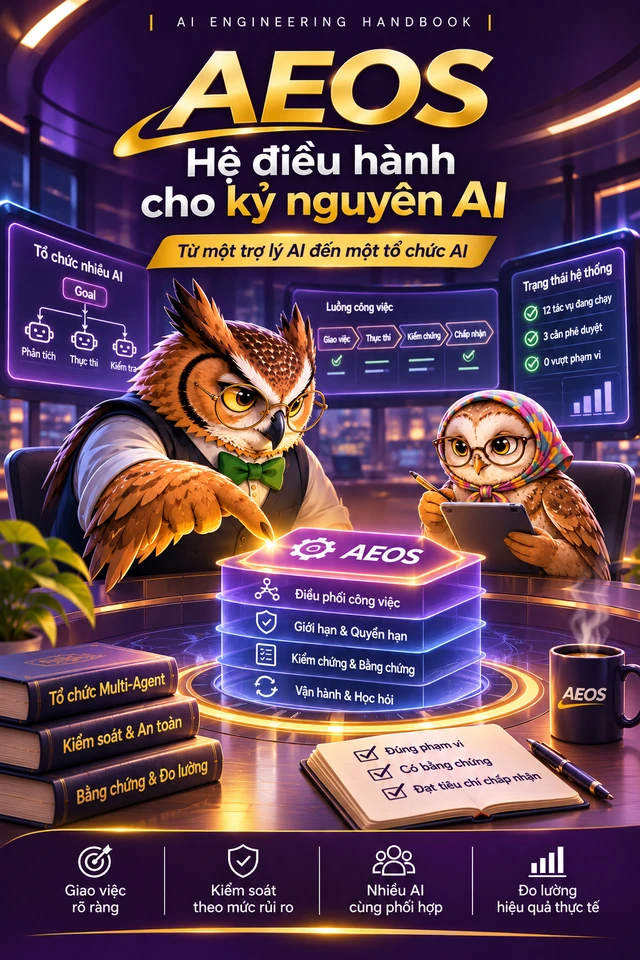 AI ENGINEERING HANDBOOK
AEOS
Hệ điều hành
cho kỷ nguyên AI
Từ một trợ lý AI đến một tổ chức AI
Tổ chức nhiều AI
Goal
Phân tích
Thực thi
Kiểm tra
Luồng công việc
Giao việc
Thực thi
Kiểm chứng
Chấp nhận
Trạng thái hệ thống
12 tác vụ đang chạy
3 cần phê duyệt
0 vượt phạm vi
AEOS
Điều phối công việc
Giới hạn & Quyền hạn
Kiểm chứng & Bằng chứng
Vận hành & Học hỏi
Tổ chức Multi-Agent
Kiểm soát & An toàn
Bằng chứng & Đo lường
AEOS
Đúng phạm vi
Có bằng chứng
Đạt tiêu chí chấp nhận
Giao việc
rõ ràng
Kiểm soát
theo mức rủi ro
Nhiều AI
cùng phối hợp
Đo lường
hiệu quả thực tế